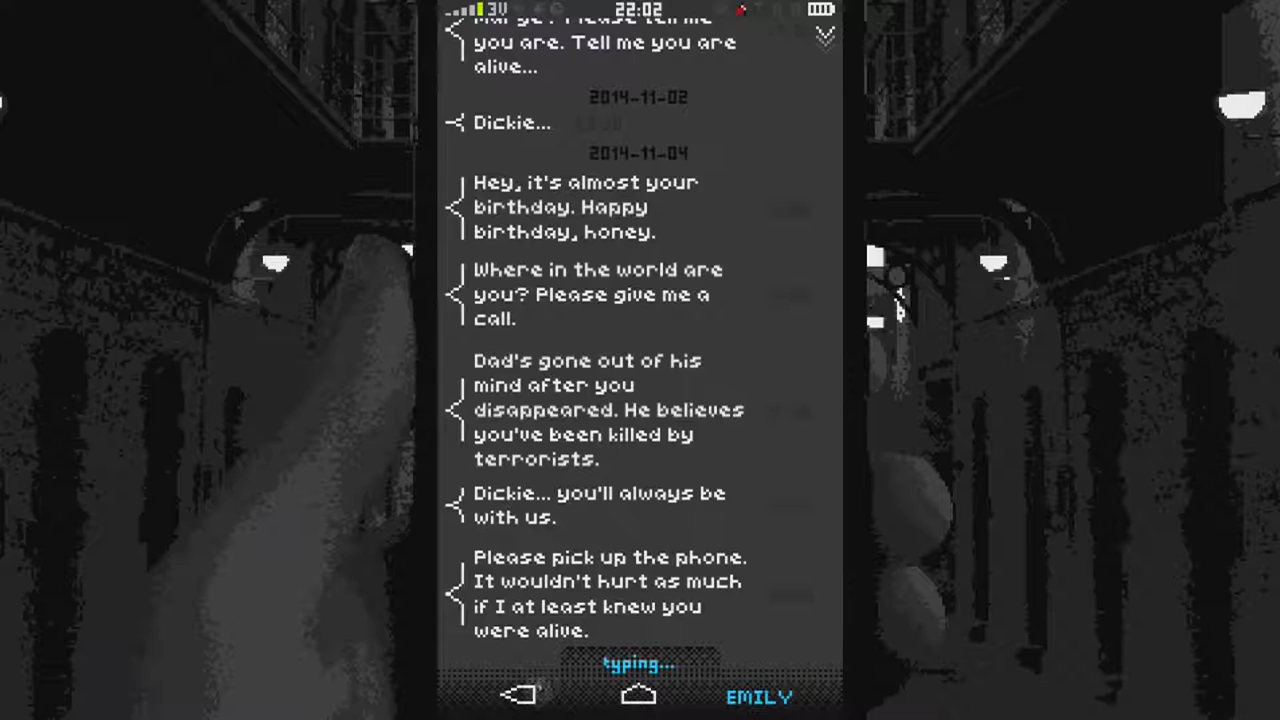 3V
22:02
you are. Tell me you are
alive...
2014-11-02
Dickie...
2014-11-04
Hey, it's almost your
birthday. Happy
birthday, honey.
Where in the world are
you? Please give me a
call.
Dad's gone out of his
mind after you
disappeared. He believes
you've been killed by
terrorists.
Dickie... you'll always be
with us.
Please pick up the phone.
It wouldn't hurt as much
if I at least knew you
were alive.
typing...
EMILY